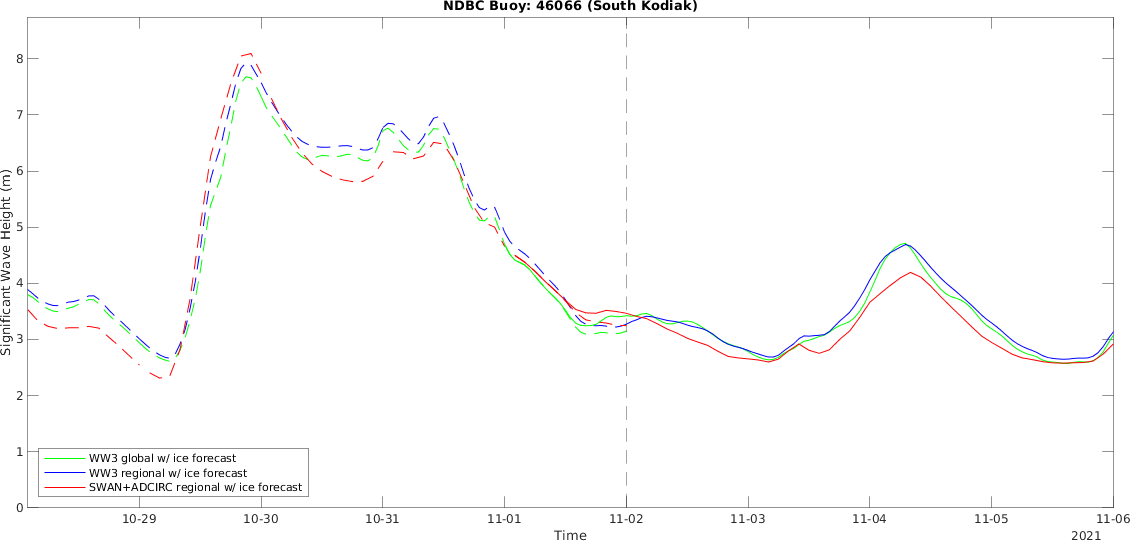 NDBC Buoy: 46066 (South Kodiak)
Significant Wave Height (m)
8
7
6
5
4
3
2
1
0
WW3 global w/ ice forecast
WW3 regional w/ ice forecast
SWAN+ADCIRC regional w/ ice forecast
10-29 10-30 10-31 11-01 11-02 11-03 11-04 11-05 11-06
Time
2021